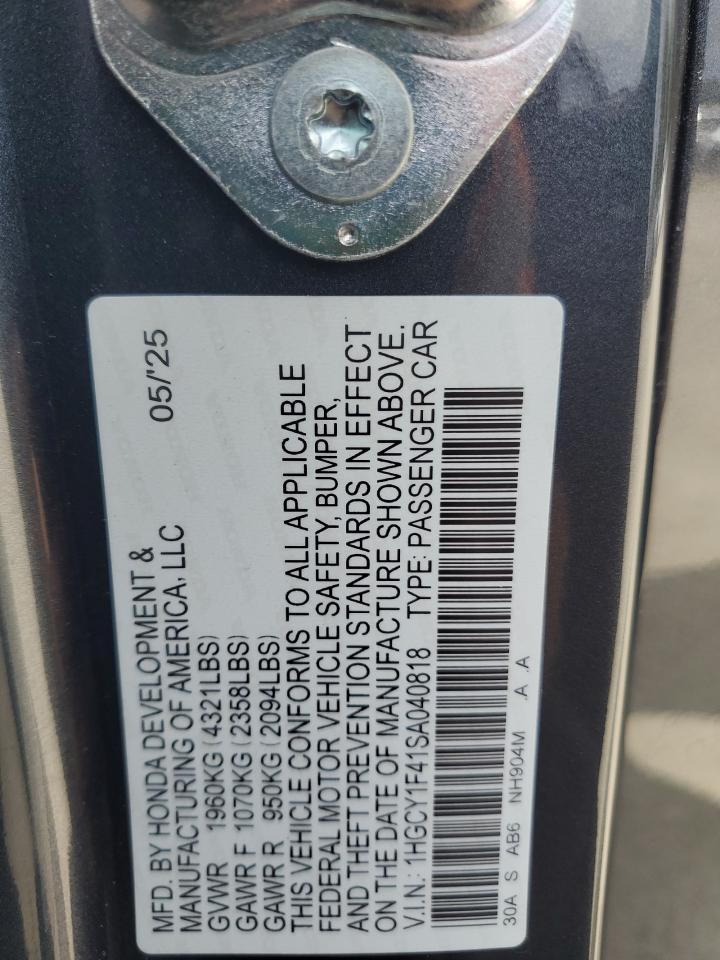 MFD. BY HONDA DEVELOPMENT & 05/'25
MANUFACTURING OF AMERICA, LLC
GVWR 1960KG (4321LBS)
GAWR F 1070KG (2358LBS)
GAWR R 950KG (2094LBS)
THIS VEHICLE CONFORMS TO ALL APPLICABLE
FEDERAL MOTOR VEHICLE SAFETY, BUMPER,
AND THEFT PREVENTION STANDARDS IN EFFECT
ON THE DATE OF MANUFACTURE SHOWN ABOVE.
V.I.N.: 1HGCY1F41SA040818 TYPE: PASSENGER CAR
30A S AB6 NH904M .A .A